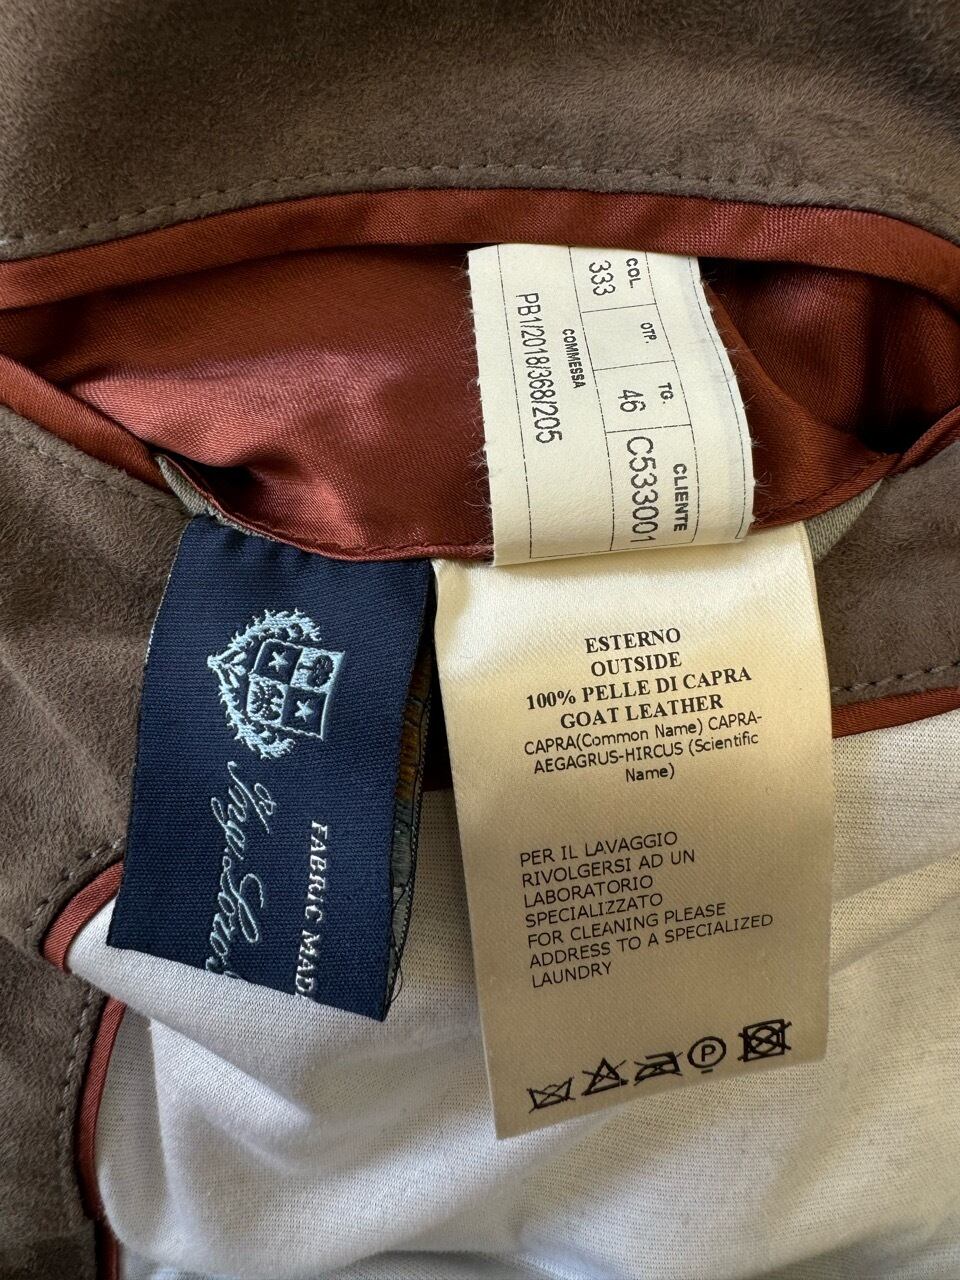 COL. OTP. TG. CLIENTE
333 46 C533001
COMMESSA
PB1/2018/368/205
ESTERNO
OUTSIDE
100% PELLE DI CAPRA
GOAT LEATHER
CAPRA(Common Name) CAPRA-
AEGAGRUS-HIRCUS (Scientific
Name)
PER IL LAVAGGIO
RIVOLGERSI AD UN
LABORATORIO
SPECIALIZZATO
FOR CLEANING PLEASE
ADDRESS TO A SPECIALIZED
LAUNDRY
P
FABRIC MAD